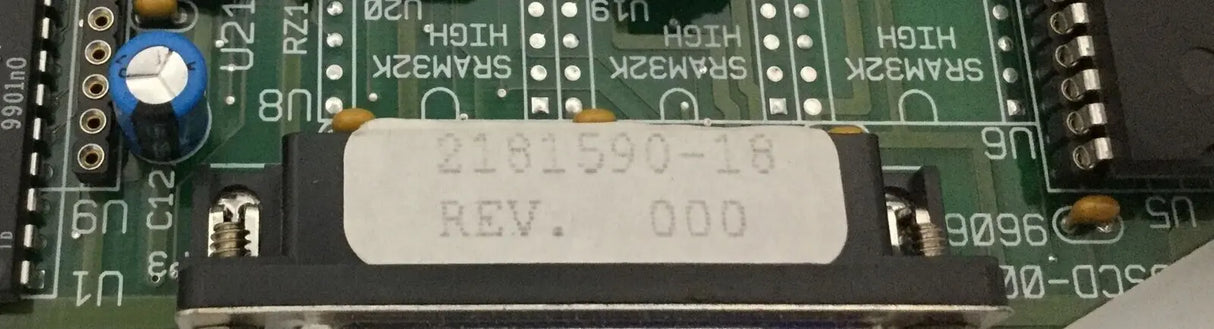 U20
U19
U21
RZ1
HIGH
SRAM32K
HIGH
SRAM32K
HIGH
SRAM32K
9901n0
U8
U6
2181590-18
REV. 000
U9
C12
U5
9606
U1